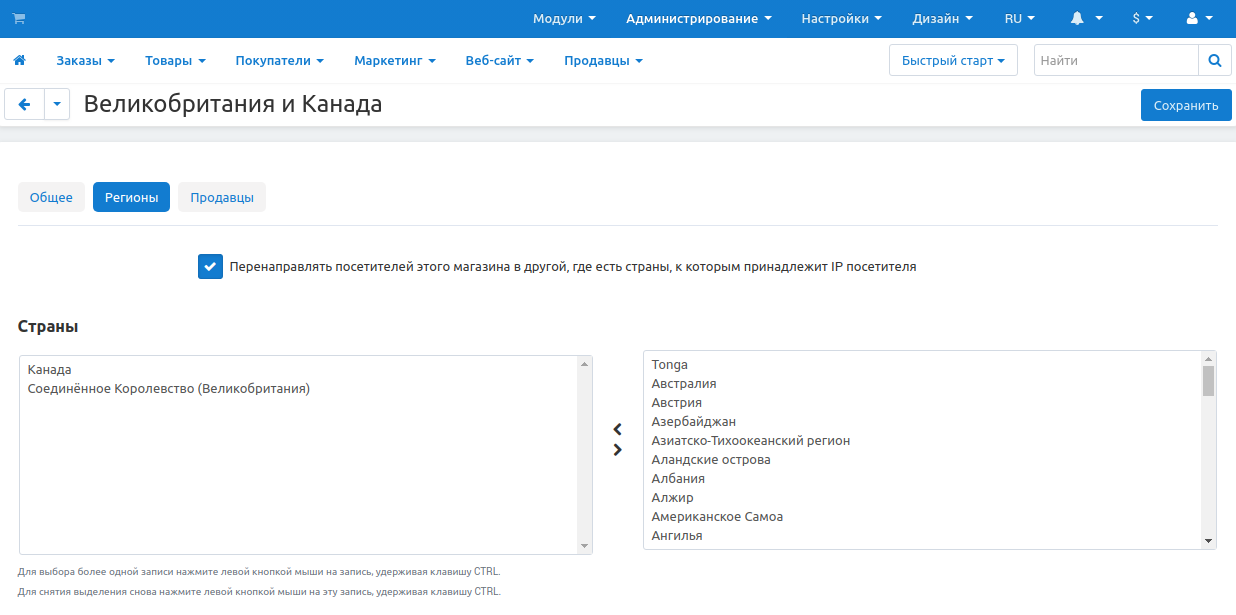 Модули Администрирование Настройки Дизайн RU $
Заказы Товары Покупатели Маркетинг Веб-сайт Продавцы Быстрый старт Найти
Великобритания и Канада Сохранить
Общее Регионы Продавцы
Перенаправлять посетителей этого магазина в другой, где есть страны, к которым принадлежит IP посетителя
Страны
Канада
Соединённое Королевство (Великобритания)
Tonga
Австралия
Австрия
Азербайджан
Азиатско-Тихоокеанский регион
Аландские острова
Албания
Алжир
Американское Самоа
Ангилья
Для выбора более одной записи нажмите левой кнопкой мыши на запись, удерживая клавишу CTRL.
Для снятия выделения снова нажмите левой кнопкой мыши на эту запись, удерживая клавишу CTRL.